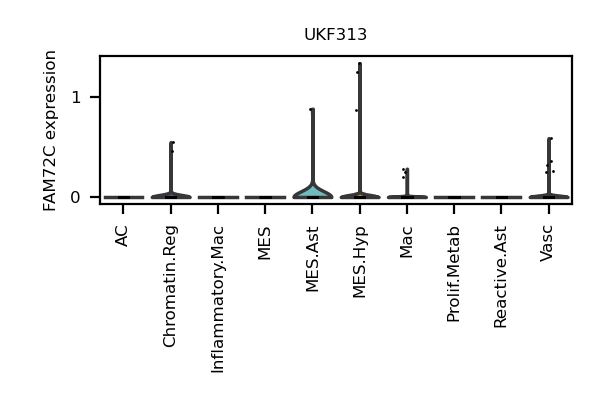 UKF313
FAM72C expression
1
0
AC
Chromatin.Reg
Inflammatory.Mac
MES
MES.Ast
MES.Hyp
Mac
Prolif.Metab
Reactive.Ast
Vasc